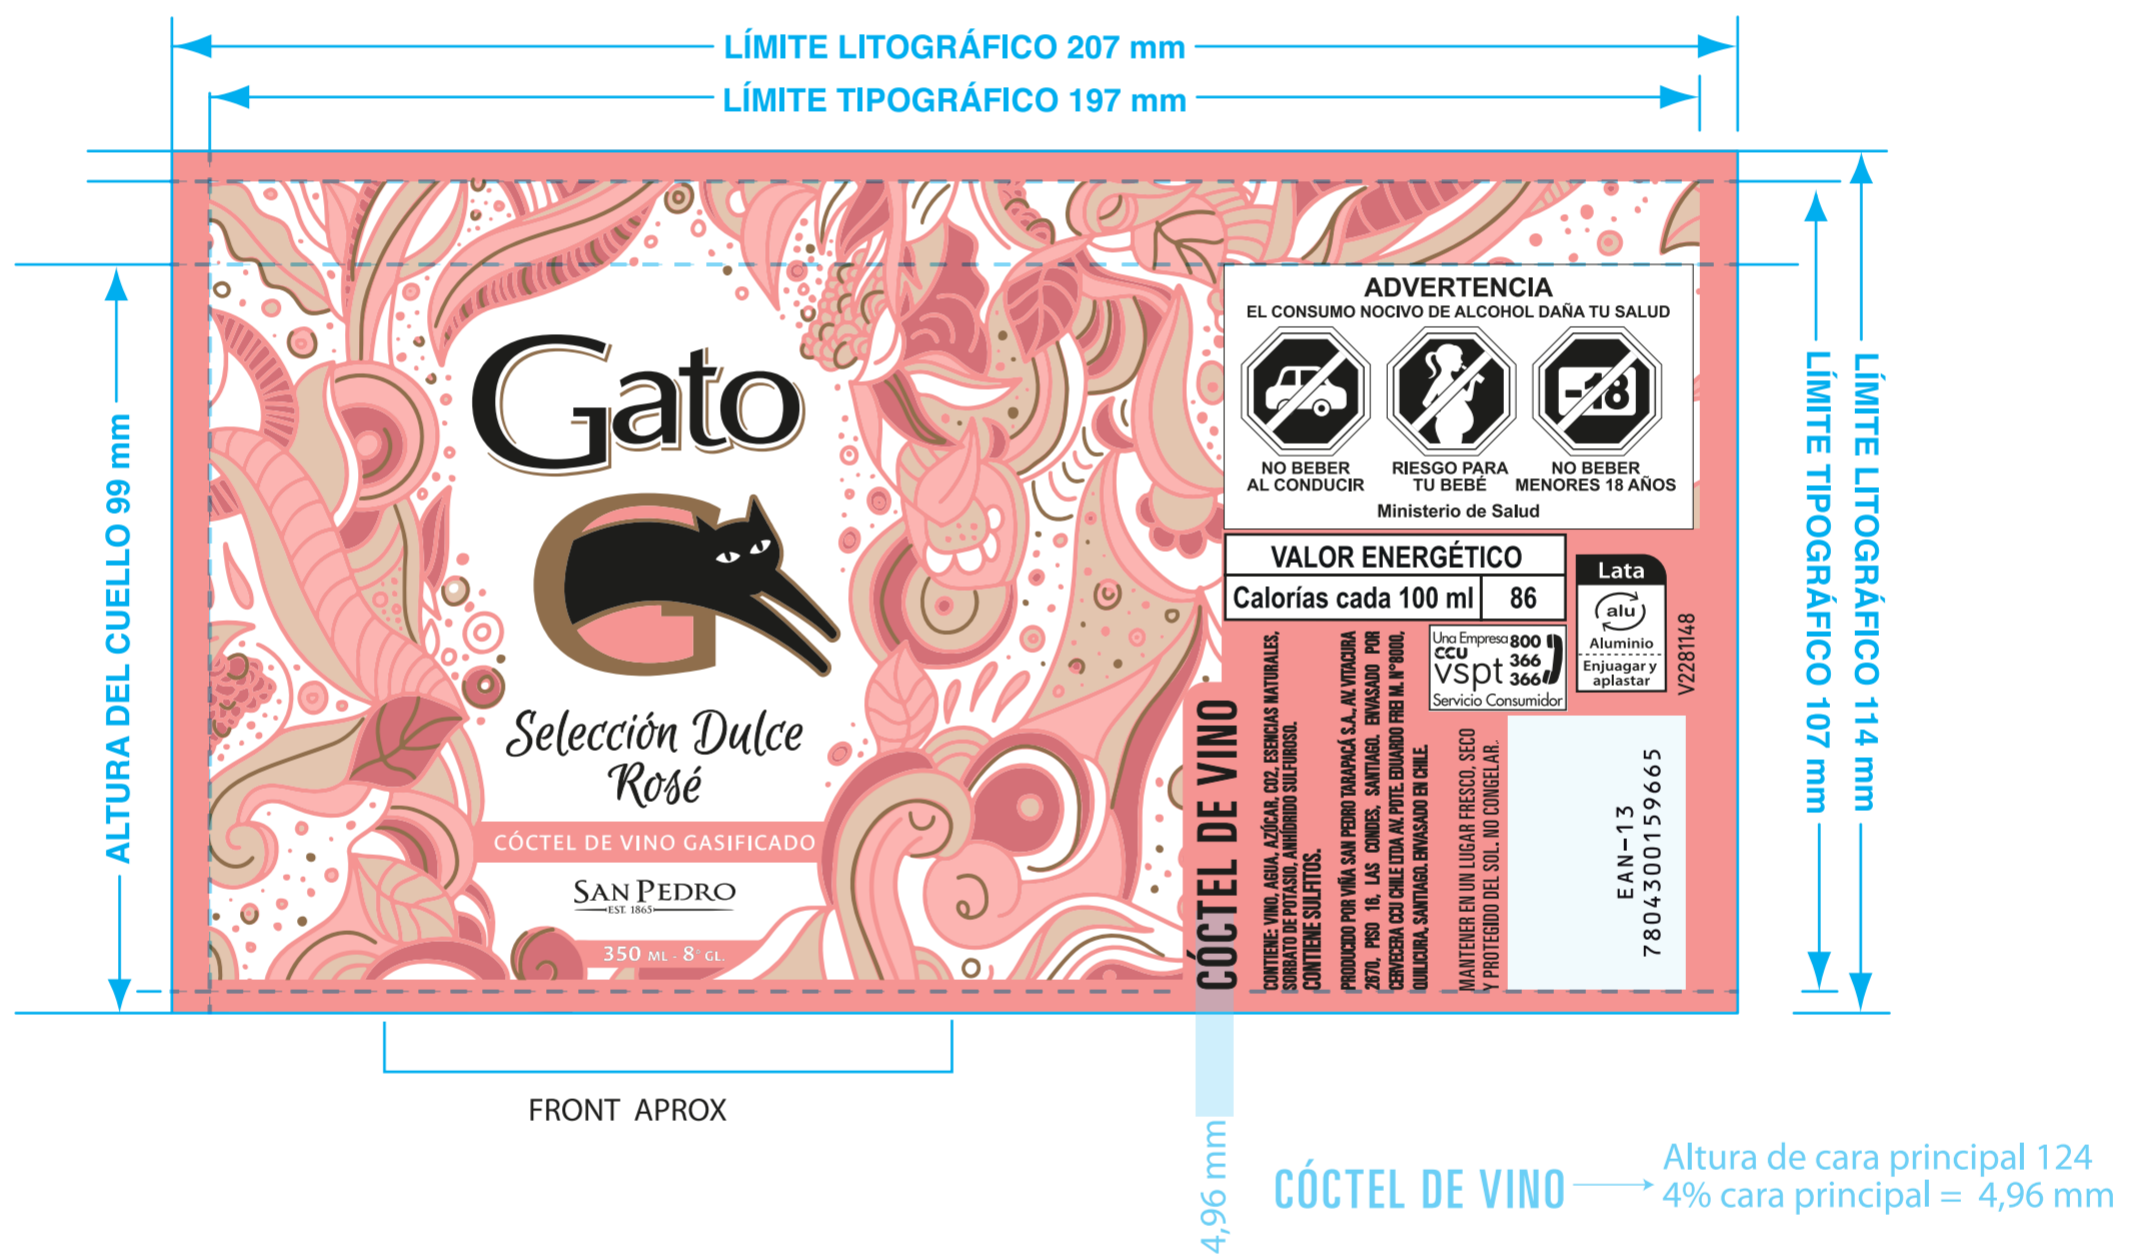 LÍMITE LITOGRÁFICO 207 mm
LÍMITE TIPOGRÁFICO 197 mm
ALTURA DEL CUELLO 99 mm
Gato
G
Selección Dulce
Rosé
CÓCTEL DE VINO GASIFICADO
SAN PEDRO
EST. 1865
350 ML - 8° GL.
ADVERTENCIA
EL CONSUMO NOCIVO DE ALCOHOL DAÑA TU SALUD
-18
NO BEBER
AL CONDUCIR
RIESGO PARA
TU BEBÉ
NO BEBER
MENORES 18 AÑOS
Ministerio de Salud
VALOR ENERGÉTICO
Calorías cada 100 ml 86
Lata
alu
Aluminio
Enjuagar y
aplastar
V2281148
Una Empresa
CCU
vspt
800
366
366
Servicio Consumidor
CÓCTEL DE VINO
CONTIENE: VINO, AGUA, AZÚCAR, CO2, ESENCIAS NATURALES,
SORBATO DE POTASIO, ANHÍDRIDO SULFUROSO.
CONTIENE SULFITOS.
PRODUCIDO POR VIÑA SAN PEDRO TARAPACÁ S.A., AV. VITACURA
2670, PISO 16, LAS CONDES, SANTIAGO. ENVASADO POR
CERVECERA CCU CHILE LTDA AV. PDTE. EDUARDO FREI M. N°8000,
QUILICURA, SANTIAGO. ENVASADO EN CHILE.
MANTENER EN UN LUGAR FRESCO, SECO
Y PROTEGIDO DEL SOL. NO CONGELAR.
EAN-13
7804300159665
LÍMITE TIPOGRÁFICO 107 mm
LÍMITE LITOGRÁFICO 114 mm
FRONT APROX
4,96 mm
CÓCTEL DE VINO
Altura de cara principal 124
4% cara principal = 4,96 mm